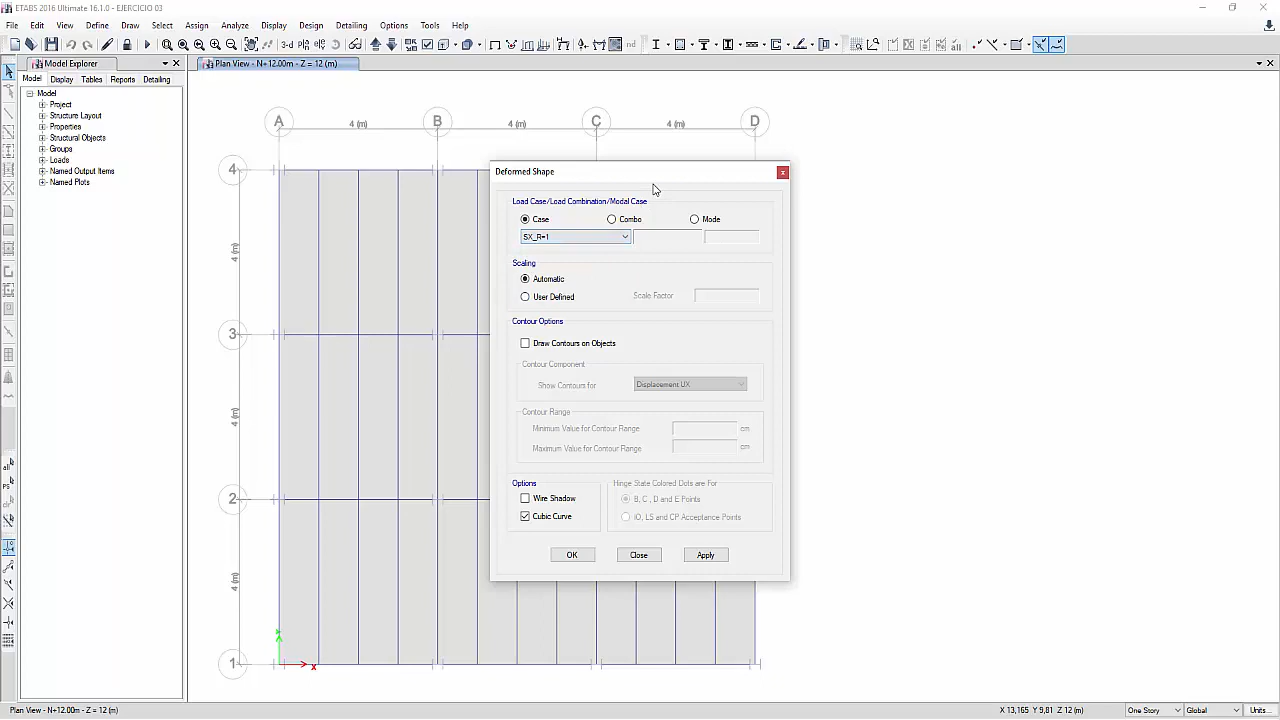 ETABS 2016 Ultimate 16.1.0 - EJERCICIO 03
File Edit View Define Draw Select Assign Analyze Display Design Detailing Options Tools Help
3-d
nd
Model Explorer
Plan View - N+12.00m - Z = 12 (m)
Model Display Tables Reports Detailing
Model
Project
Structure Layout
Properties
Structural Objects
Groups
Loads
Named Output Items
Named Plots
A B C D
4 (m) 4 (m) 4 (m)
4
3
2
1
4 (m)
4 (m)
4 (m)
X
Deformed Shape
Load Case/Load Combination/Modal Case
Case Combo Mode
SX_R=1
Scaling
Automatic
User Defined Scale Factor
Contour Options
Draw Contours on Objects
Contour Component
Show Contours for Displacement UX
Contour Range
Minimum Value for Contour Range cm
Maximum Value for Contour Range cm
Options
Wire Shadow
Cubic Curve
Hinge State Colored Dots are For
B, C, D and E Points
IO, LS and CP Acceptance Points
OK Close Apply
all
PS
clr
Plan View - N+12.00m - Z = 12 (m)
X 13,165 Y 9,81 Z 12 (m)
One Story Global Units...